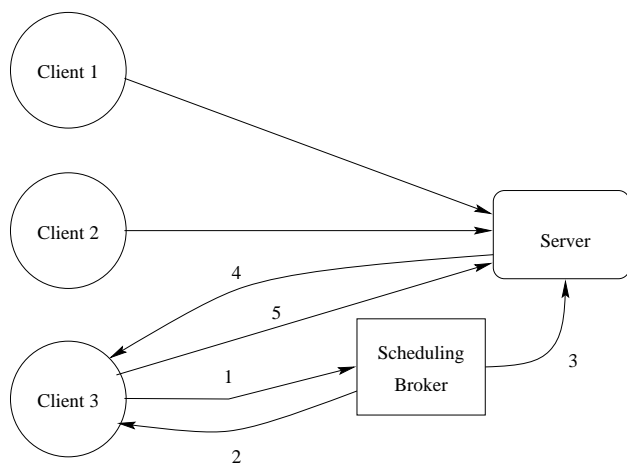 Client 1
Client 2
Server
4
5
Scheduling
Broker
1
3
Client 3
2